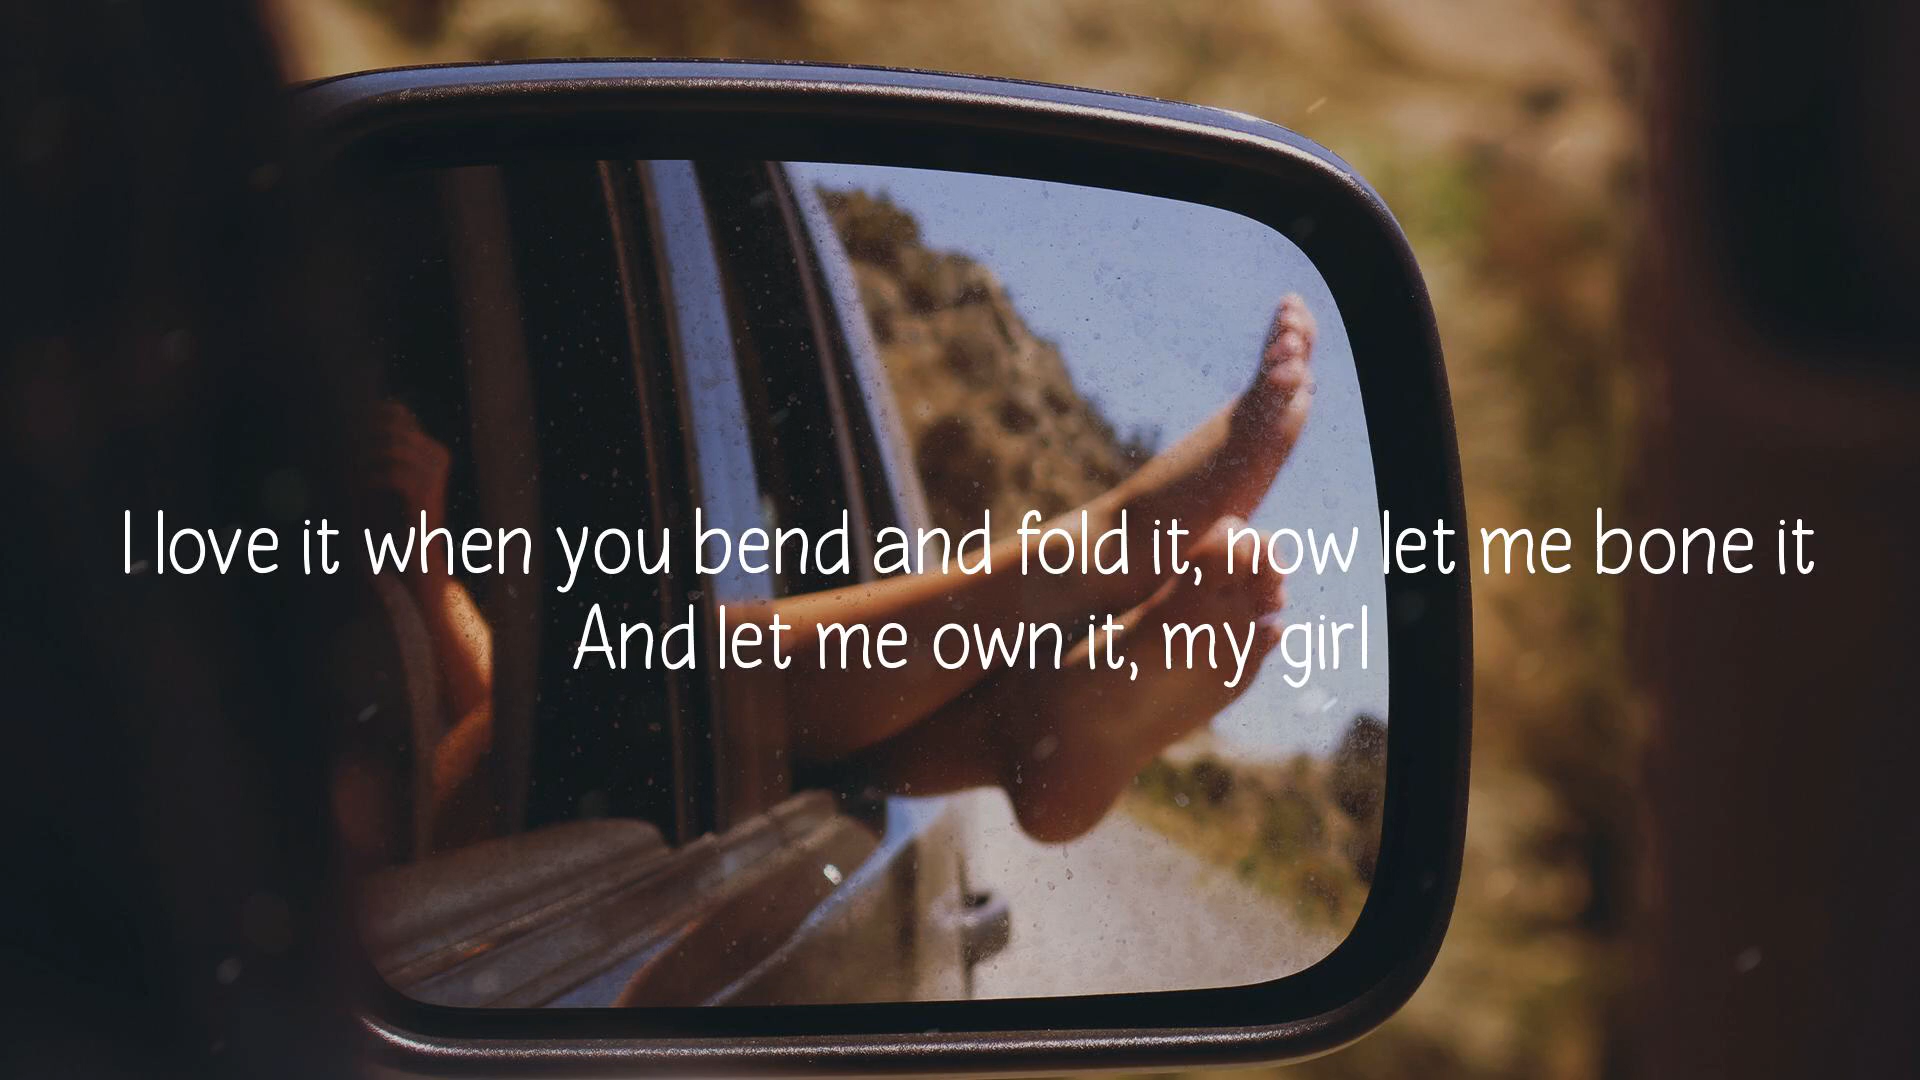 I love it when you bend and fold it, now let me bone it
And let me own it, my girl